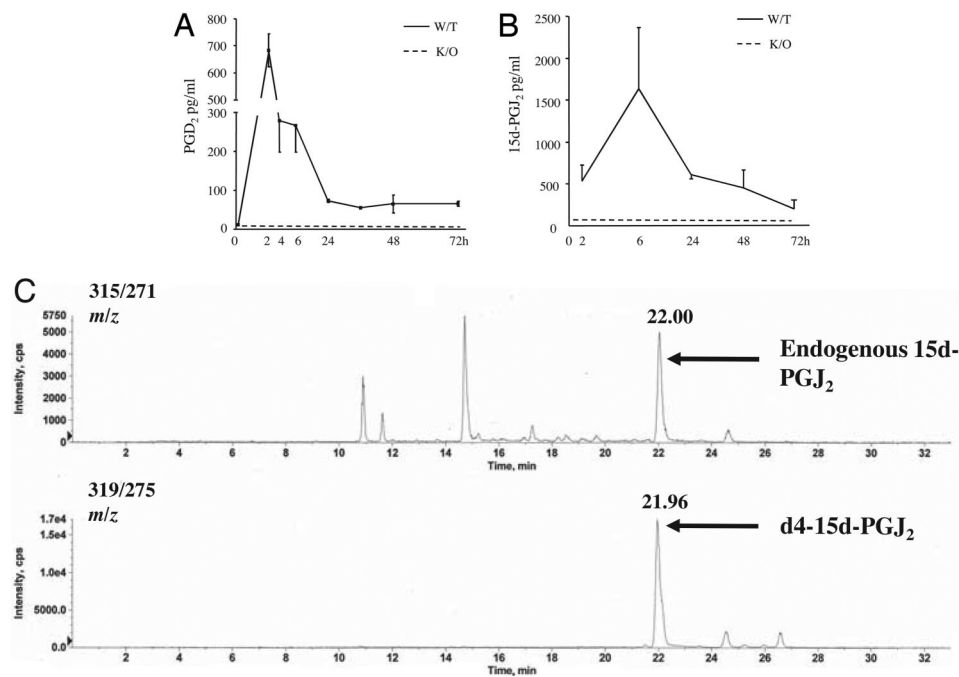 A
B
W/T
K/O
800
700
600
500
300
200
100
0
PGD₂ pg/ml
0 2 4 6 24 48 72h
W/T
K/O
2500
2000
1500
1000
500
0
15d-PGJ₂ pg/ml
0 2 6 24 48 72h
C
315/271
m/z
5750
5000
4000
3000
2000
1000
0
Intensity, cps
22.00
Endogenous 15d-
PGJ₂
2 4 6 8 10 12 14 16 18 20 22 24 26 28 30 32
Time, min
319/275
m/z
1.7e4
1.5e4
1.0e4
5000.0
0.0
Intensity, cps
21.96
d4-15d-PGJ₂
2 4 6 8 10 12 14 16 18 20 22 24 26 28 30 32
Time, min